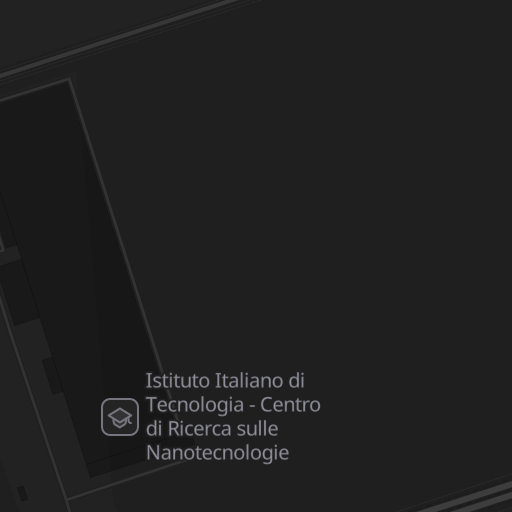 Istituto Italiano di
Tecnologia - Centro
di Ricerca sulle
Nanotecnologie